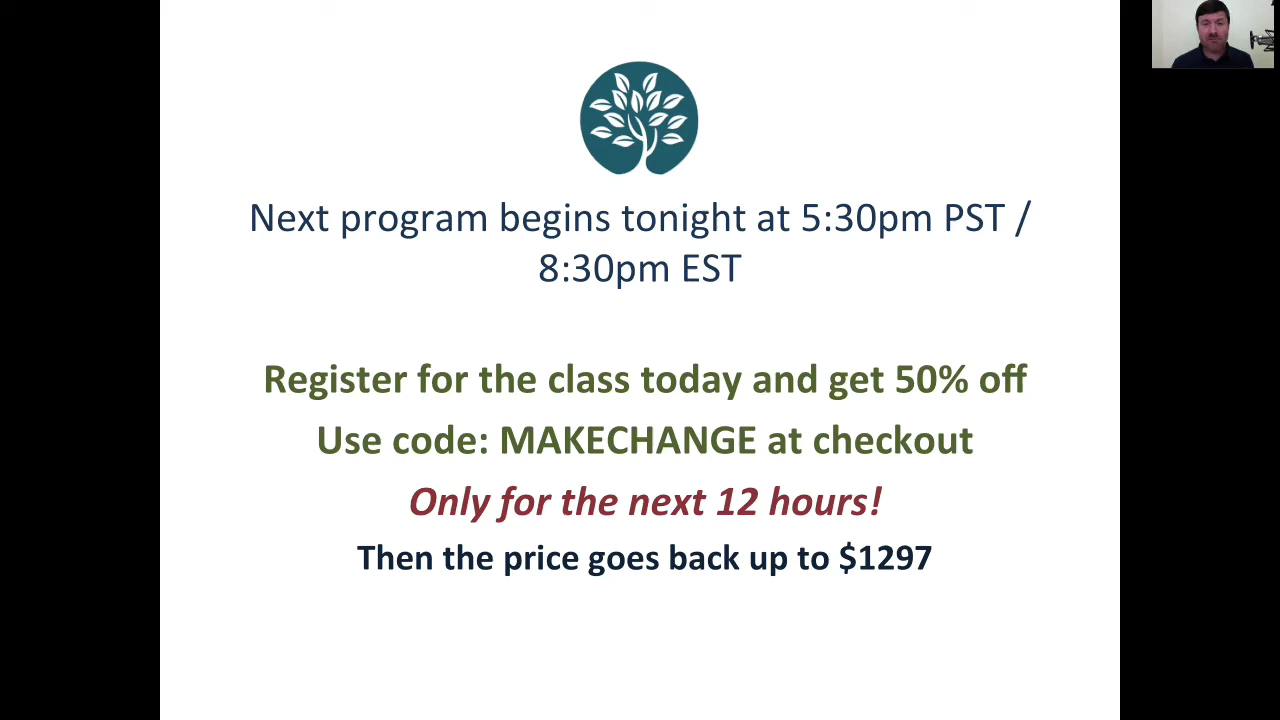 Next program begins tonight at 5:30pm PST /
8:30pm EST
Register for the class today and get 50% off
Use code: MAKECHANGE at checkout
Only for the next 12 hours!
Then the price goes back up to $1297